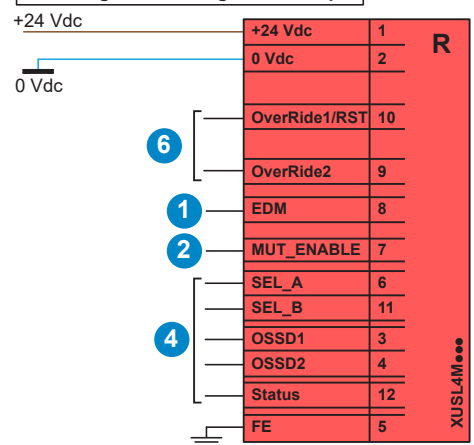 +24 Vdc
+24 Vdc 1
R
0 Vdc 2
0 Vdc
OverRide1/RST 10
6
OverRide2 9
1 EDM 8
2 MUT_ENABLE 7
SEL_A 6
SEL_B 11
4 OSSD1 3
OSSD2 4
Status 12
FE 5
XUSL4M●●●